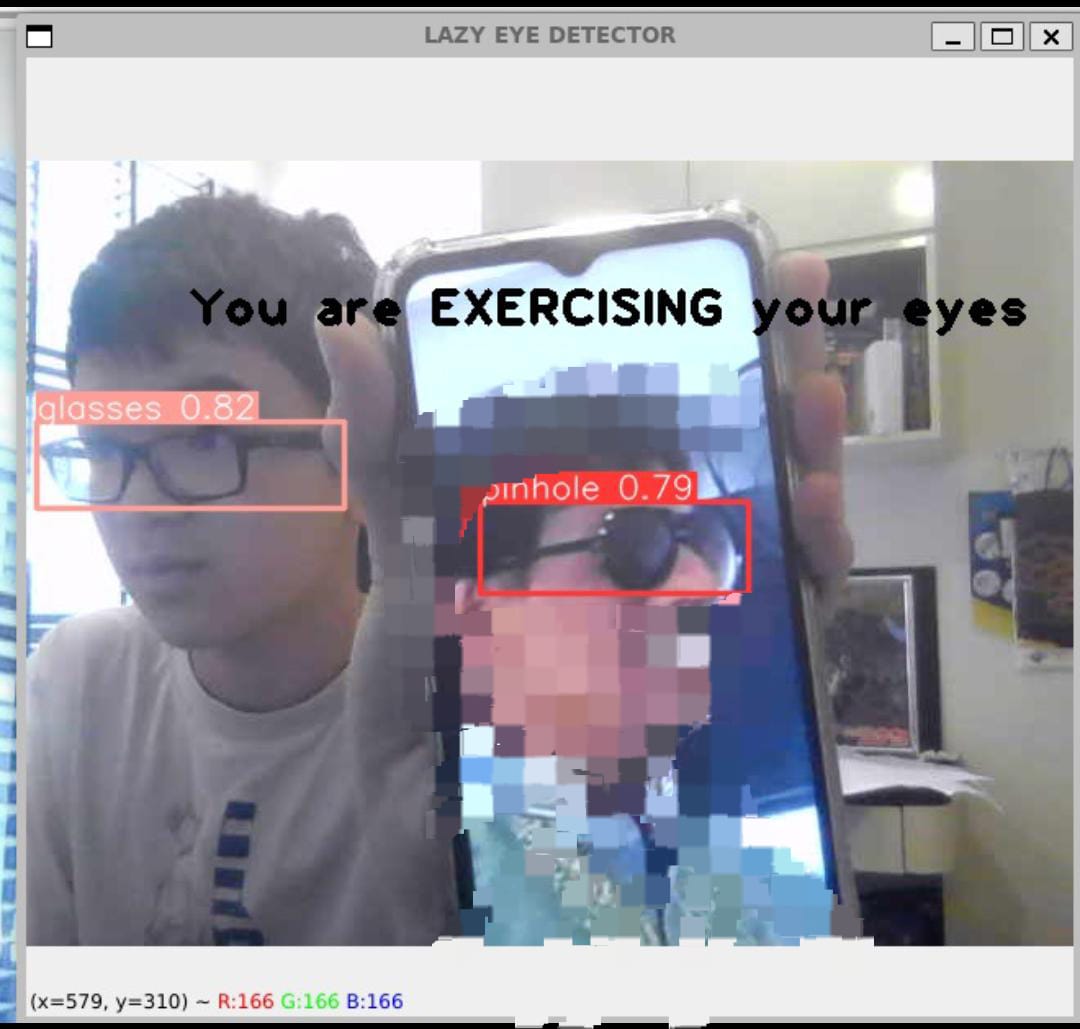 LAZY EYE DETECTOR
You are EXERCISING your eyes
glasses 0.82
pinhole 0.79
(x=579, y=310) ~ R:166 G:166 B:166